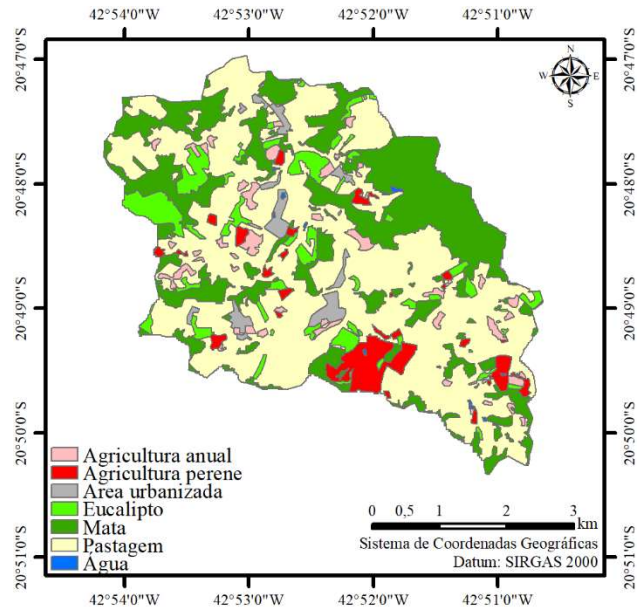 42°54'0"W 42°53'0"W 42°52'0"W 42°51'0"W
20°47'0"S 20°47'0"S
N
W E
S
20°48'0"S 20°48'0"S
20°49'0"S 20°49'0"S
20°50'0"S 20°50'0"S
Agricultura anual
Agricultura perene
Area urbanizada
Eucalipto
Mata
Pastagem
Água
0 0,5 1 2 3
km
Sistema de Coordenadas Geográficas
Datum: SIRGAS 2000
20°51'0"S 20°51'0"S
42°54'0"W 42°53'0"W 42°52'0"W 42°51'0"W